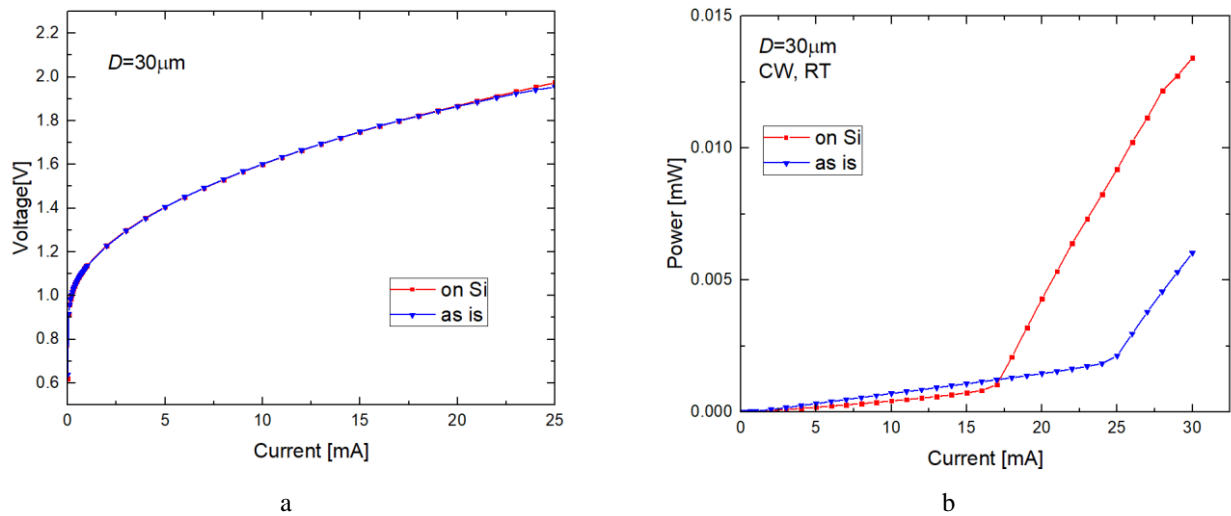 2.2
2.0
1.8
1.6
1.4
1.2
1.0
0.8
0.6
Voltage[V]
D=30μm
on Si
as is
0 5 10 15 20 25
Current [mA]
a
0.015
0.010
0.005
0.000
Power [mW]
D=30μm
CW, RT
on Si
as is
0 5 10 15 20 25 30
Current [mA]
b